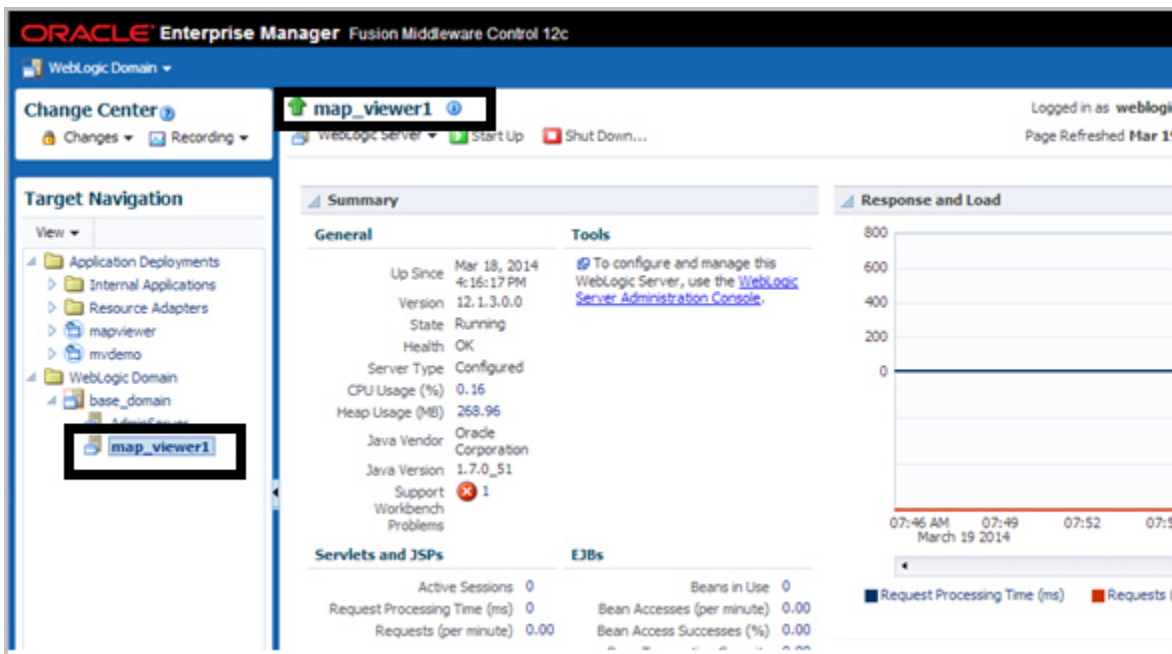 ORACLE Enterprise Manager Fusion Middleware Control 12c
WebLogic Domain
Change Center
Changes Recording
map_viewer1
WebLogic Server Start Up Shut Down...
Logged in as weblogic
Page Refreshed Mar
Target Navigation
View
Application Deployments
Internal Applications
Resource Adapters
mapviewer
mvdemo
WebLogic Domain
base_domain
AdminServer
map_viewer1
Summary
General
Up Since Mar 18, 2014 4:16:17 PM
Version 12.1.3.0.0
State Running
Health OK
Server Type Configured
CPU Usage (%) 0.16
Heap Usage (MB) 268.96
Java Vendor Oracle Corporation
Java Version 1.7.0_51
Support Workbench Problems 1
Tools
To configure and manage this
WebLogic Server, use the WebLogic
Server Administration Console.
Servlets and JSPs
Active Sessions 0
Request Processing Time (ms) 0
Requests (per minute) 0.00
EJBs
Beans in Use 0
Bean Accesses (per minute) 0.00
Bean Access Successes (%) 0.00
Response and Load
800
600
400
200
0
07:46 AM 07:49 07:52
March 19 2014
Request Processing Time (ms) Requests